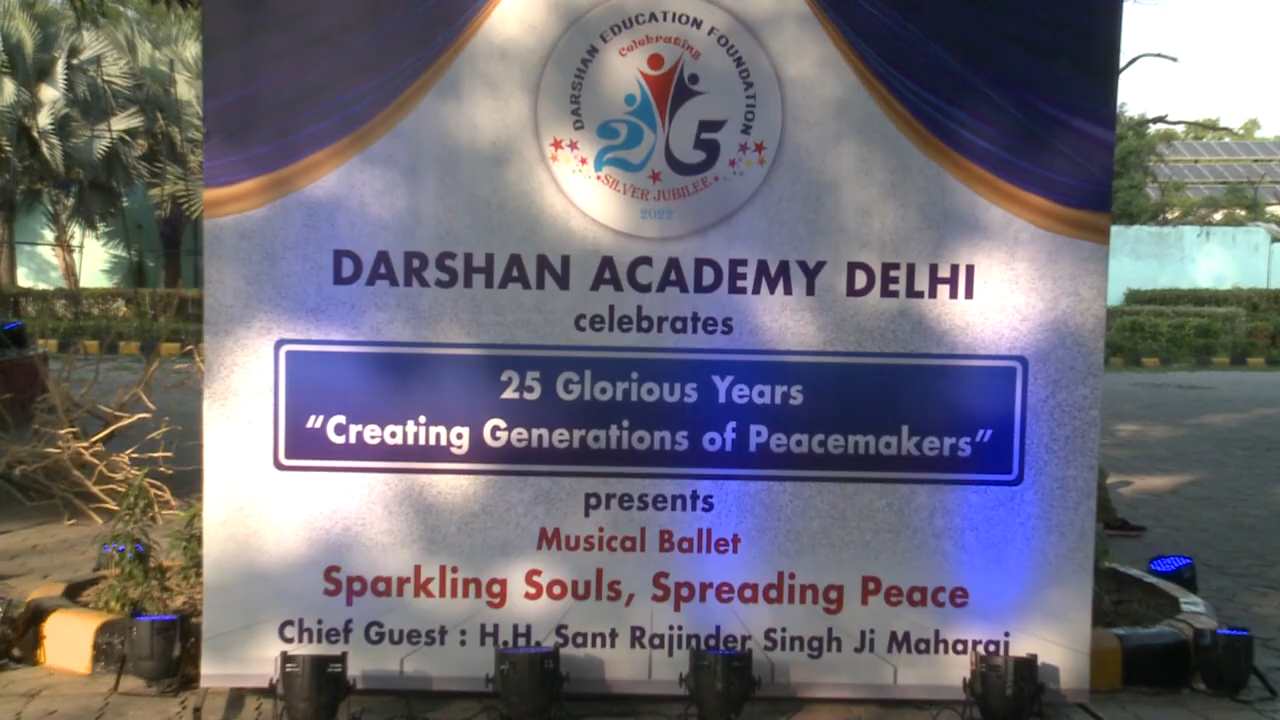 DARSHAN EDUCATION FOUNDATION
Celebrating
25
SILVER JUBILEE
2022
DARSHAN ACADEMY DELHI
celebrates
25 Glorious Years
“Creating Generations of Peacemakers”
presents
Musical Ballet
Sparkling Souls, Spreading Peace
Chief Guest : H.H. Sant Rajinder Singh Ji Maharaj